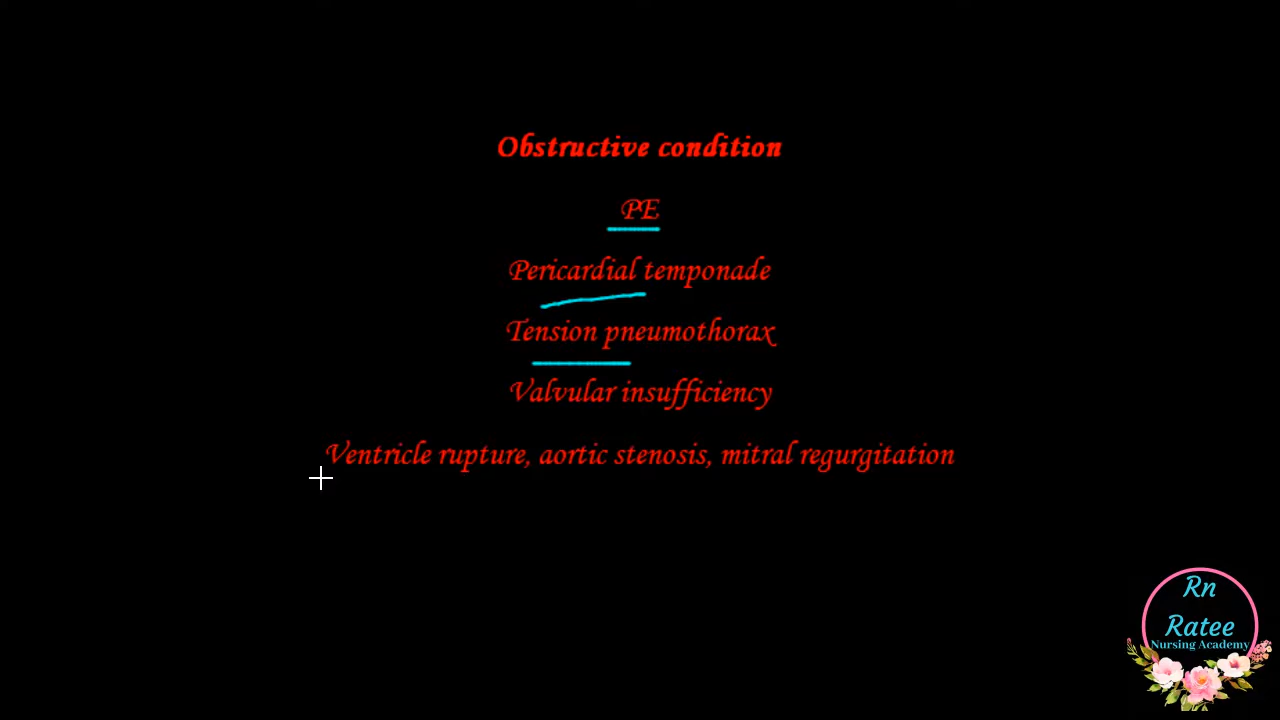 Obstructive condition
PE
Pericardial temponade
Tension pneumothorax
Valvular insufficiency
Ventricle rupture, aortic stenosis, mitral regurgitation
Rn
Ratee
Nursing Academy